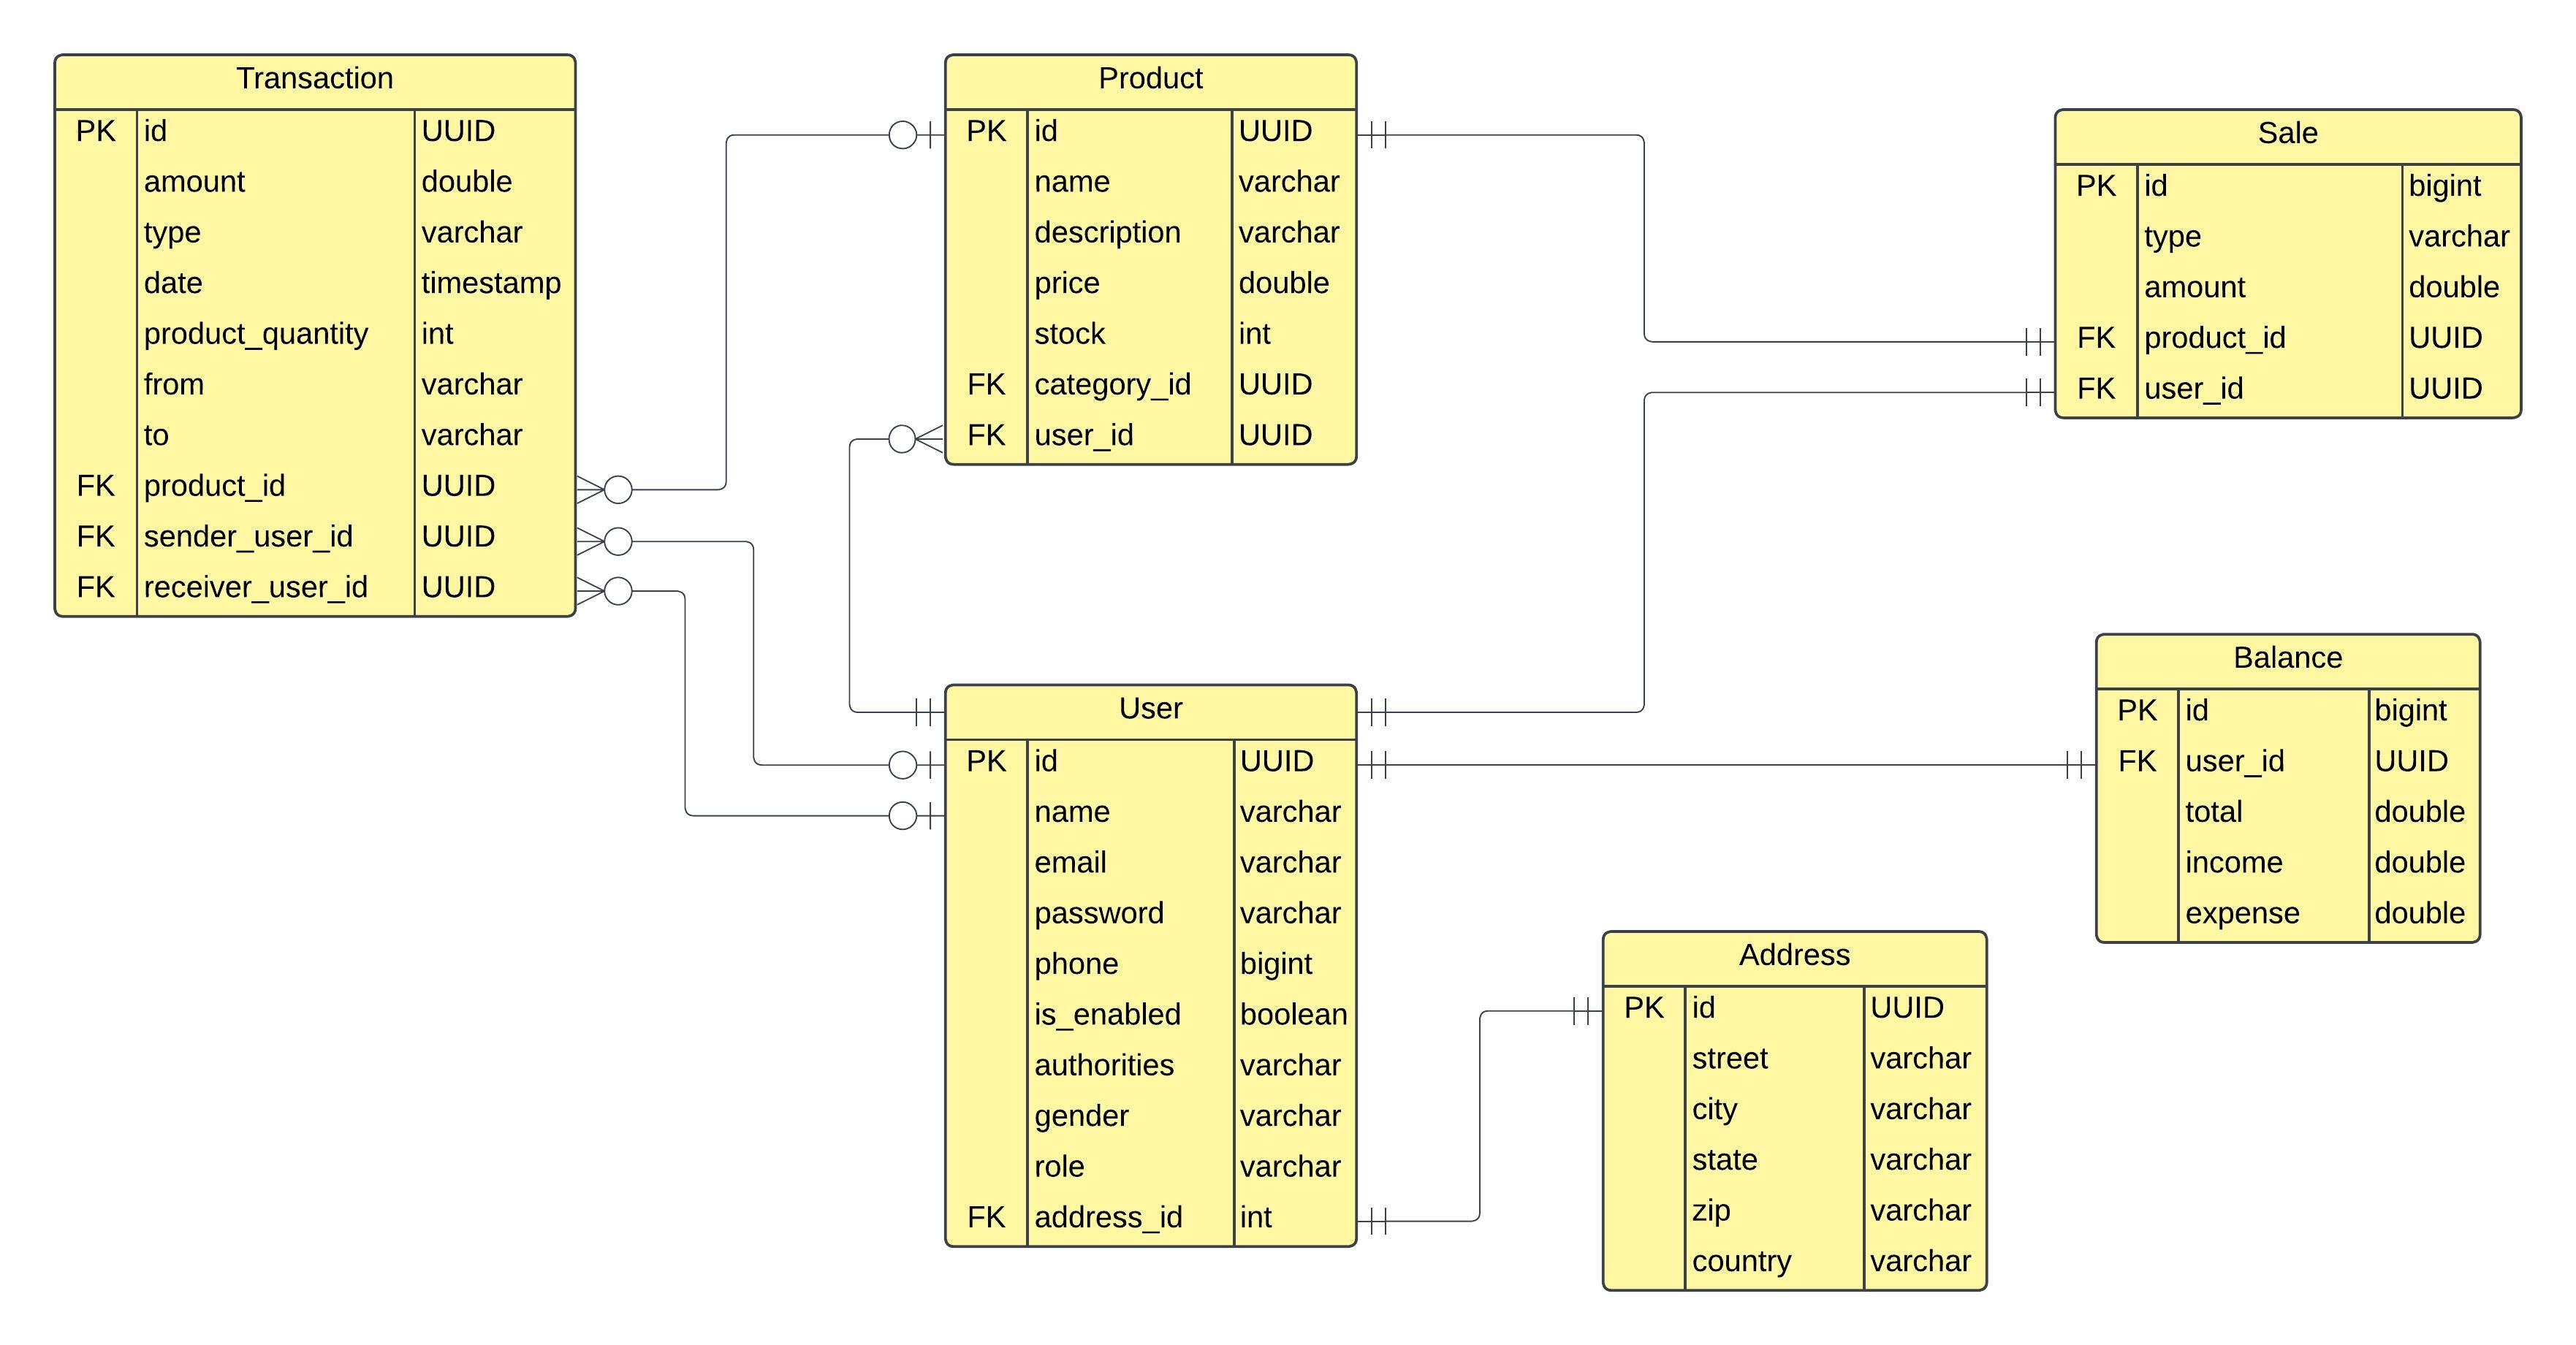 Transaction
PK id UUID
amount double
type varchar
date timestamp
product_quantity int
from varchar
to varchar
FK product_id UUID
FK sender_user_id UUID
FK receiver_user_id UUID
Product
PK id UUID
name varchar
description varchar
price double
stock int
FK category_id UUID
FK user_id UUID
Sale
PK id bigint
type varchar
amount double
FK product_id UUID
FK user_id UUID
User
PK id UUID
name varchar
email varchar
password varchar
phone bigint
is_enabled boolean
authorities varchar
gender varchar
role varchar
FK address_id int
Balance
PK id bigint
FK user_id UUID
total double
income double
expense double
Address
PK id UUID
street varchar
city varchar
state varchar
zip varchar
country varchar